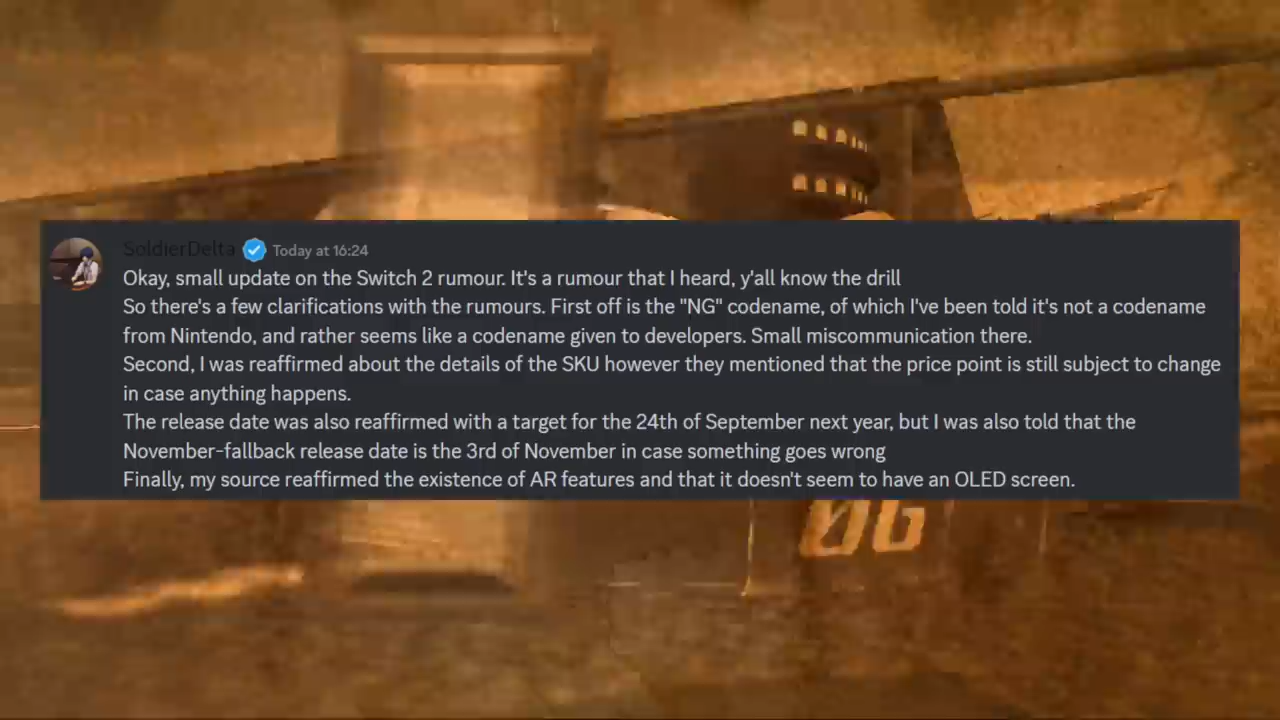 SoldierDelta Today at 16:24
Okay, small update on the Switch 2 rumour. It's a rumour that I heard, y'all know the drill
So there's a few clarifications with the rumours. First off is the "NG" codename, of which I've been told it's not a codename
from Nintendo, and rather seems like a codename given to developers. Small miscommunication there.
Second, I was reaffirmed about the details of the SKU however they mentioned that the price point is still subject to change
in case anything happens.
The release date was also reaffirmed with a target for the 24th of September next year, but I was also told that the
November-fallback release date is the 3rd of November in case something goes wrong
Finally, my source reaffirmed the existence of AR features and that it doesn't seem to have an OLED screen.